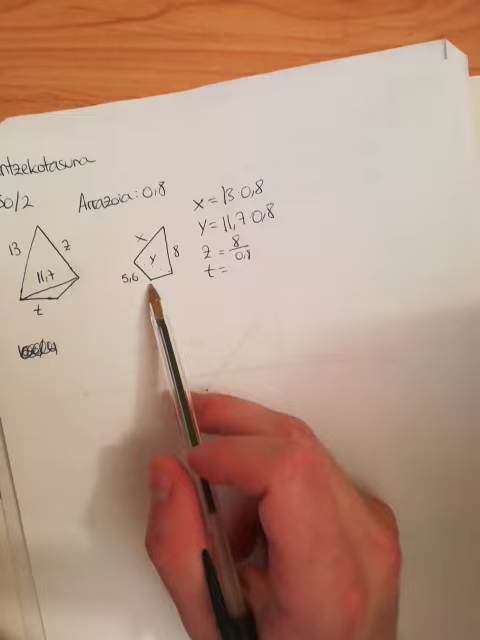 ntzekotasuna
50/2
Arrazoia: 0,8
13
z
11,7
t
x
y
8
5,6
x = 13·0,8
y = 11,7·0,8
z = 8/0,8
t =